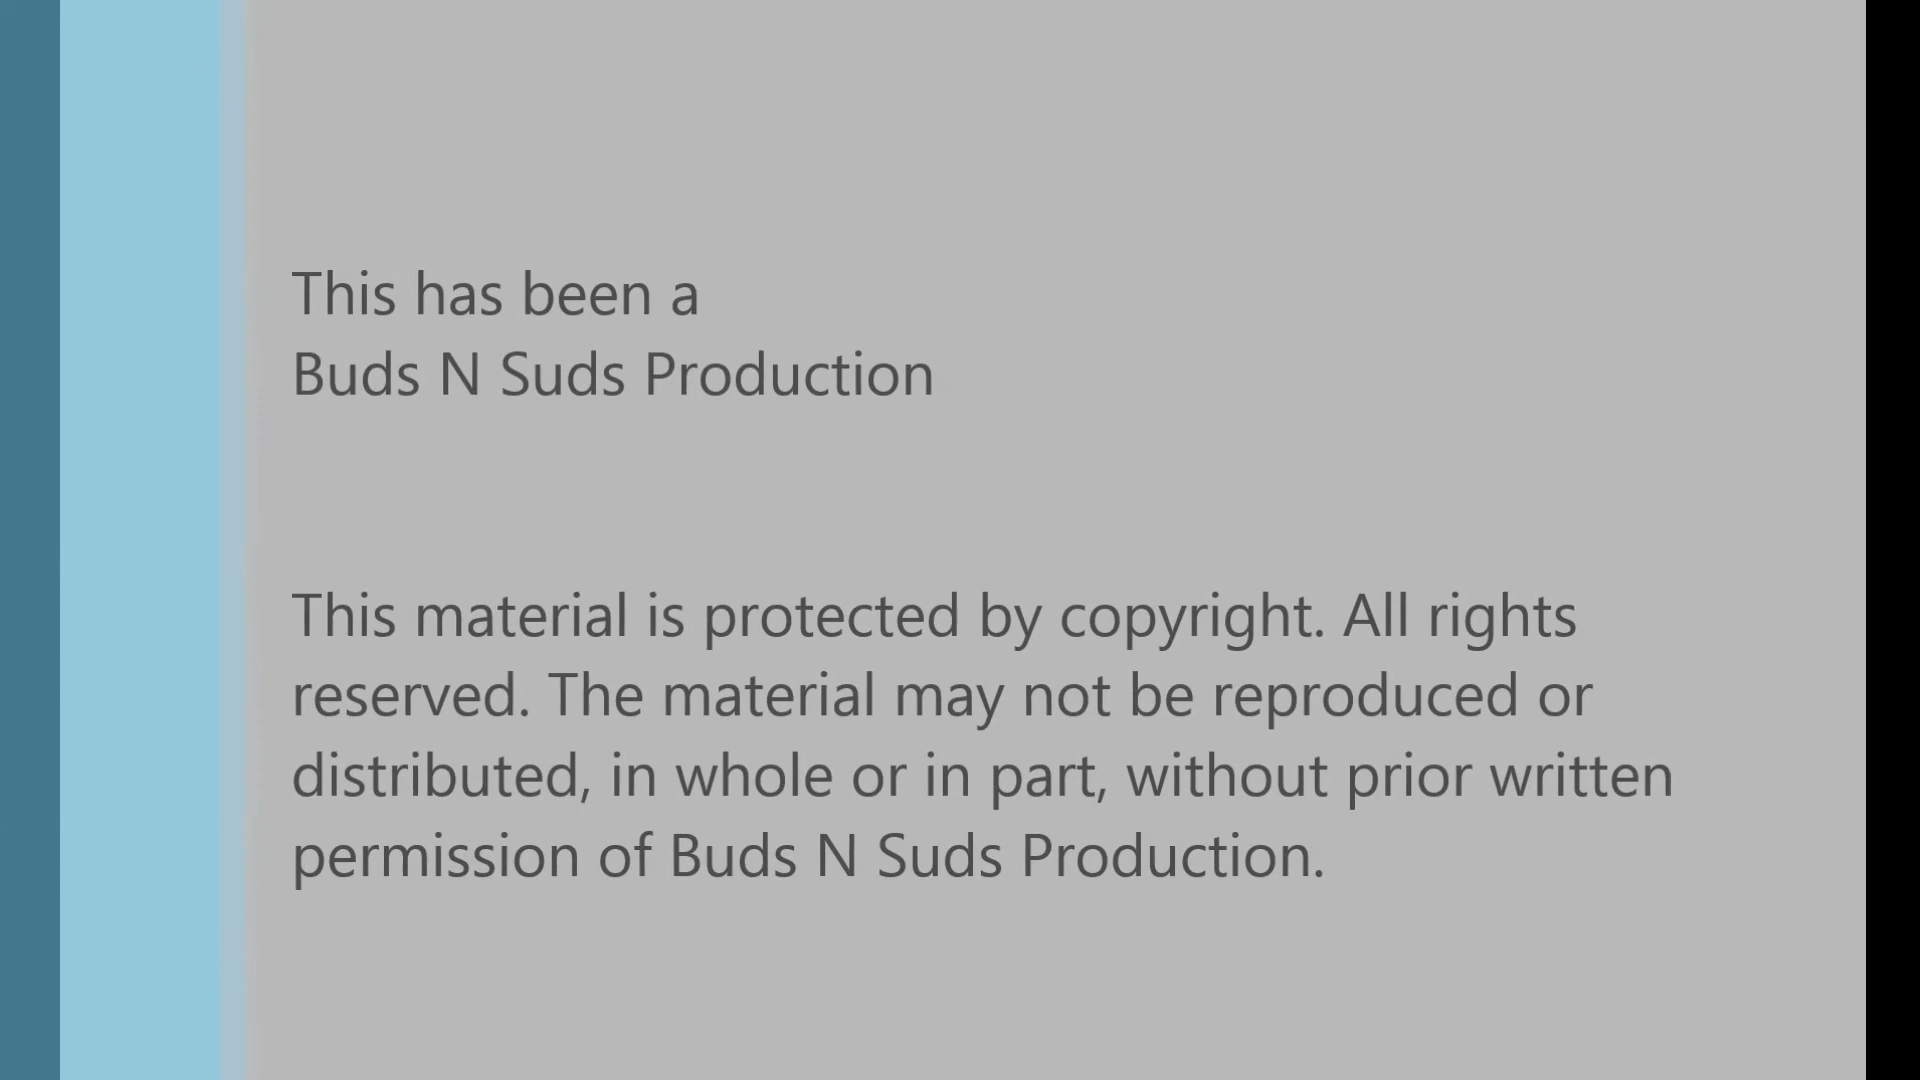 This has been a
Buds N Suds Production
This material is protected by copyright. All rights
reserved. The material may not be reproduced or
distributed, in whole or in part, without prior written
permission of Buds N Suds Production.